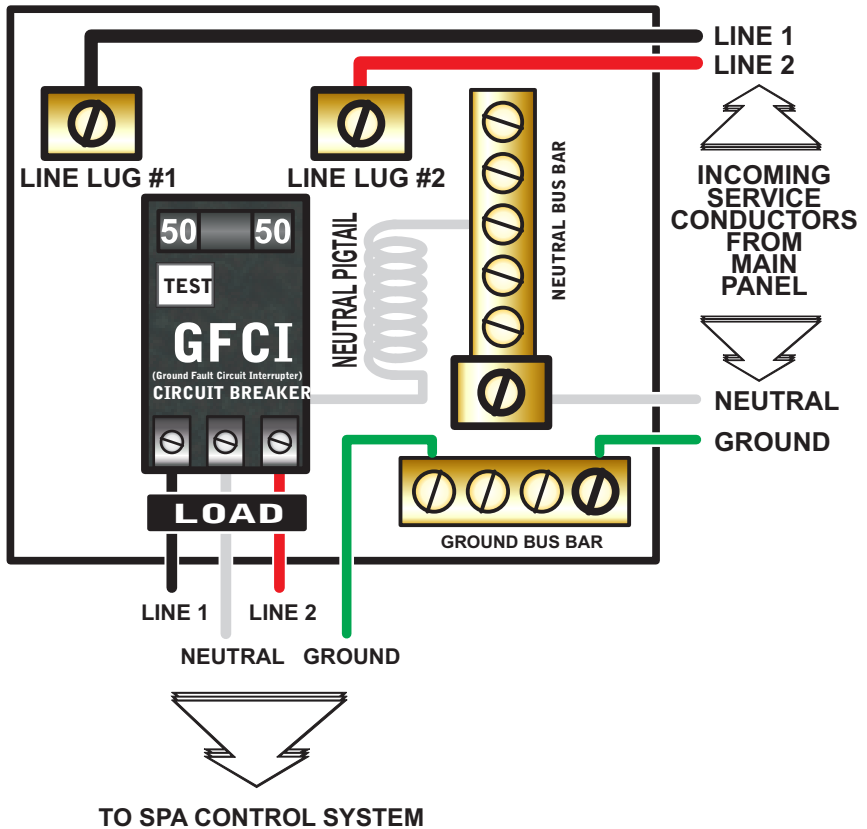 LINE 1
LINE 2
LINE LUG #1
LINE LUG #2
INCOMING
SERVICE
CONDUCTORS
FROM
MAIN
PANEL
NEUTRAL BUS BAR
NEUTRAL PIGTAIL
50
50
TEST
GFCI
(Ground Fault Circuit Interrupter)
CIRCUIT BREAKER
NEUTRAL
GROUND
LOAD
GROUND BUS BAR
LINE 1
LINE 2
NEUTRAL
GROUND
TO SPA CONTROL SYSTEM